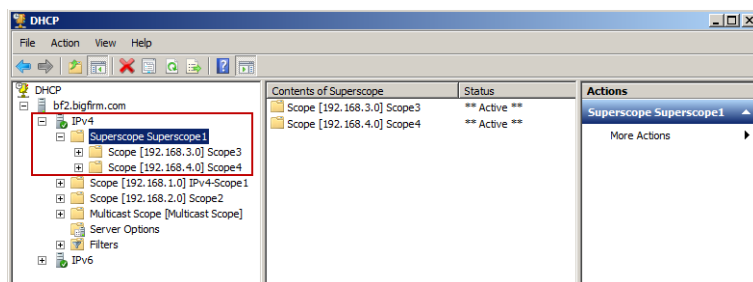 DHCP
File Action View Help
DHCP
bf2.bigfirm.com
IPv4
Superscope Superscope1
Scope [192.168.3.0] Scope3
Scope [192.168.4.0] Scope4
Scope [192.168.1.0] IPv4-Scope1
Scope [192.168.2.0] Scope2
Multicast Scope [Multicast Scope]
Server Options
Filters
IPv6
Contents of Superscope Status
Scope [192.168.3.0] Scope3 ** Active **
Scope [192.168.4.0] Scope4 ** Active **
Actions
Superscope Superscope1
More Actions